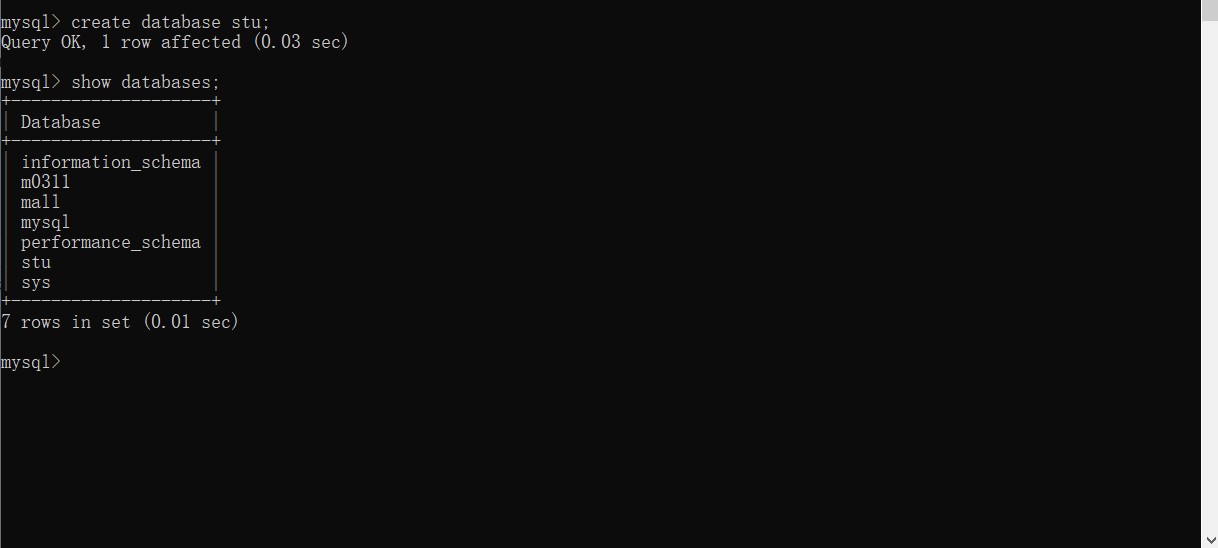 mysql> create database stu;
Query OK, 1 row affected (0.03 sec)
mysql> show databases;
+--------------------+
| Database           |
+--------------------+
| information_schema |
| m0311              |
| mall               |
| mysql              |
| performance_schema |
| stu                |
| sys                |
+--------------------+
7 rows in set (0.01 sec)
mysql>